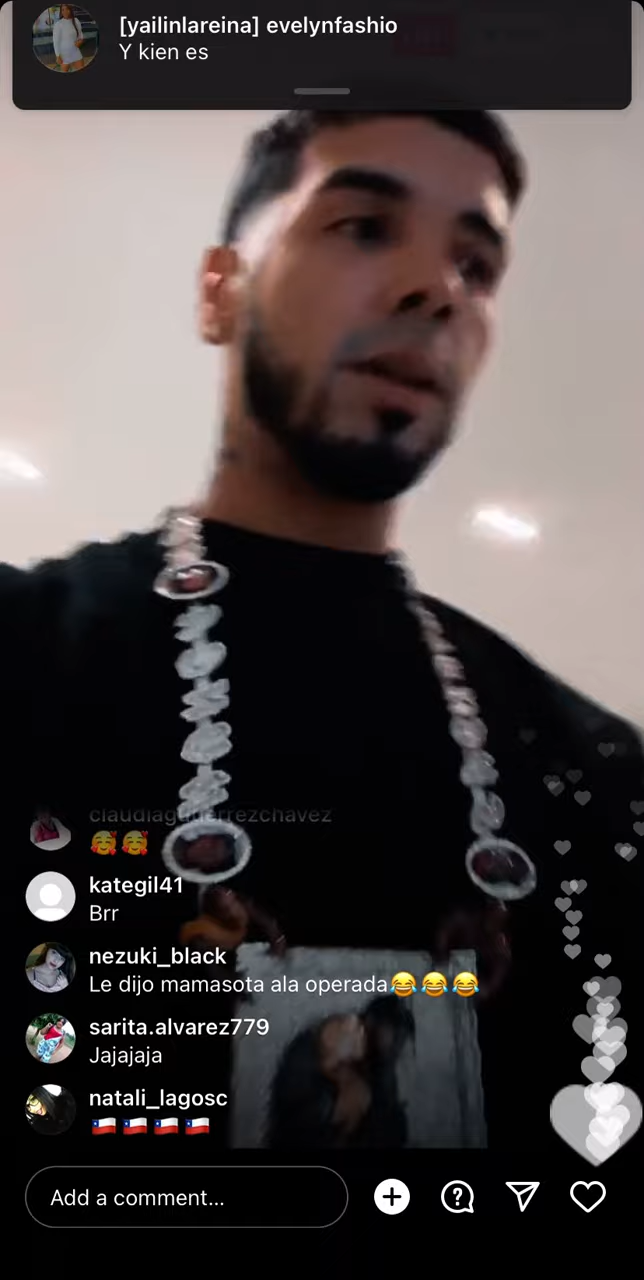 [yailinlareina] evelynfashio
Y kien es
claudiagutierrezchavez
🥰🥰
kategil41
Brr
nezuki_black
Le dijo mamasota ala operada😂😂😂
sarita.alvarez779
Jajajaja
natali_lagosc
🇨🇱🇨🇱🇨🇱🇨🇱
Add a comment...